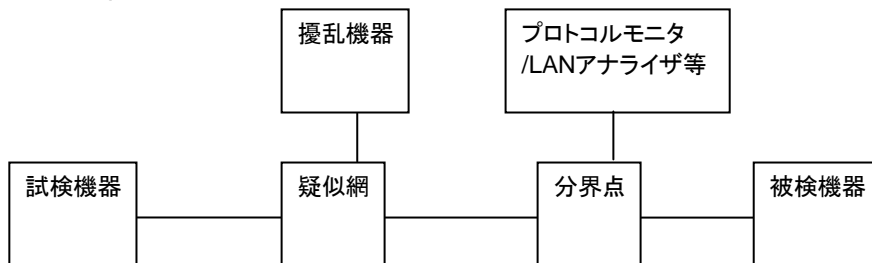 擾乱機器
プロトコルモニタ
/LANアナライザ等
試検機器
疑似網
分界点
被検機器